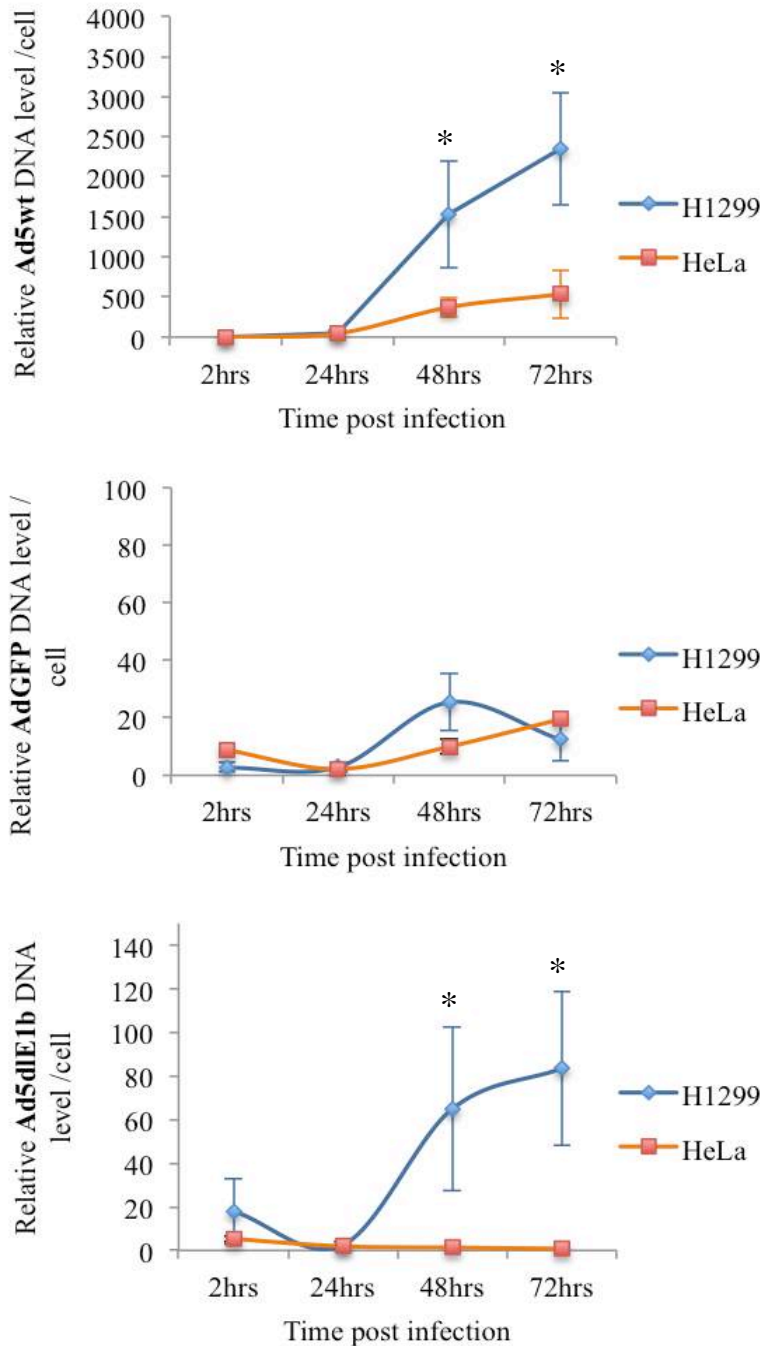 Relative Ad5wt DNA level /cell
4000
3500
3000
2500
2000
1500
1000
500
0
*
*
H1299
HeLa
2hrs 24hrs 48hrs 72hrs
Time post infection
Relative AdGFP DNA level /
cell
100
80
60
40
20
0
H1299
HeLa
2hrs 24hrs 48hrs 72hrs
Time post infection
Relative Ad5dlE1b DNA
level /cell
140
120
100
80
60
40
20
0
*
*
H1299
HeLa
2hrs 24hrs 48hrs 72hrs
Time post infection